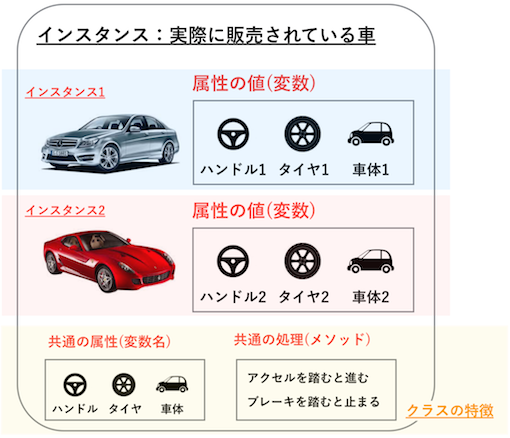 インスタンス：実際に販売されている車
インスタンス1
属性の値(変数)
ハンドル1 タイヤ1 車体1
インスタンス2
属性の値(変数)
ハンドル2 タイヤ2 車体2
共通の属性(変数名)
ハンドル タイヤ 車体
共通の処理(メソッド)
アクセルを踏むと進む
ブレーキを踏むと止まる
クラスの特徴